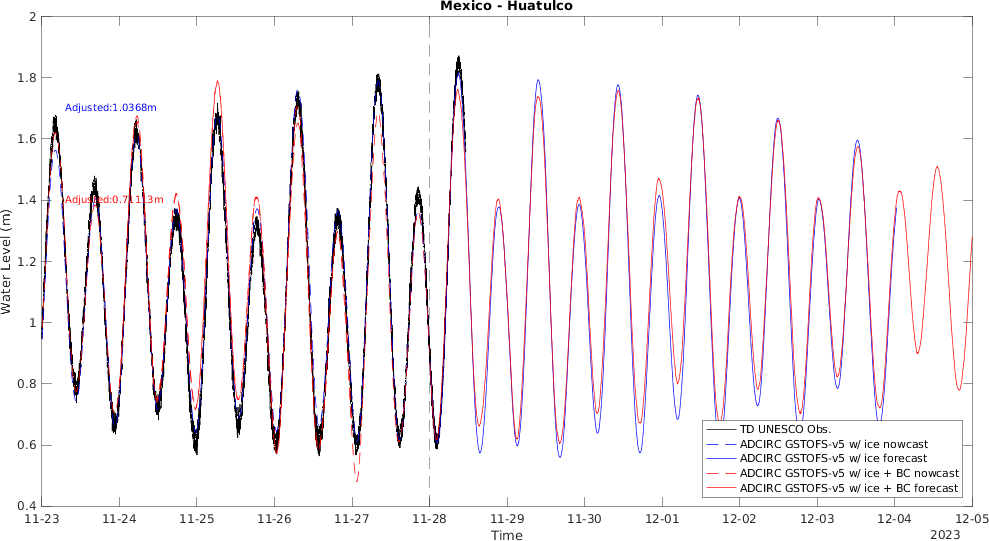 Mexico - Huatulco
Water Level (m)
2
1.8
1.6
1.4
1.2
1
0.8
0.6
0.4
Adjusted:1.0368m
Adjusted:0.71113m
TD UNESCO Obs.
ADCIRC GSTOFS-v5 w/ ice nowcast
ADCIRC GSTOFS-v5 w/ ice forecast
ADCIRC GSTOFS-v5 w/ ice + BC nowcast
ADCIRC GSTOFS-v5 w/ ice + BC forecast
11-23 11-24 11-25 11-26 11-27 11-28 11-29 11-30 12-01 12-02 12-03 12-04 12-05
Time
2023